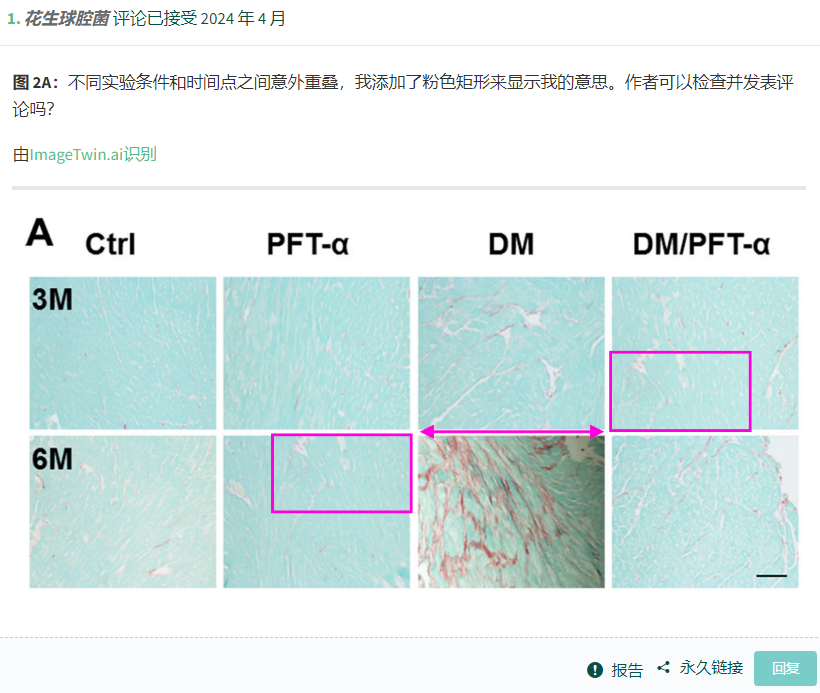 1. 花生球腔菌 评论已接受 2024 年 4 月
图 2A：不同实验条件和时间点之间意外重叠，我添加了粉色矩形来显示我的意思。作者可以检查并发表评
论吗？
由ImageTwin.ai识别
A Ctrl PFT-α DM DM/PFT-α
3M
6M
报告 永久链接 回复